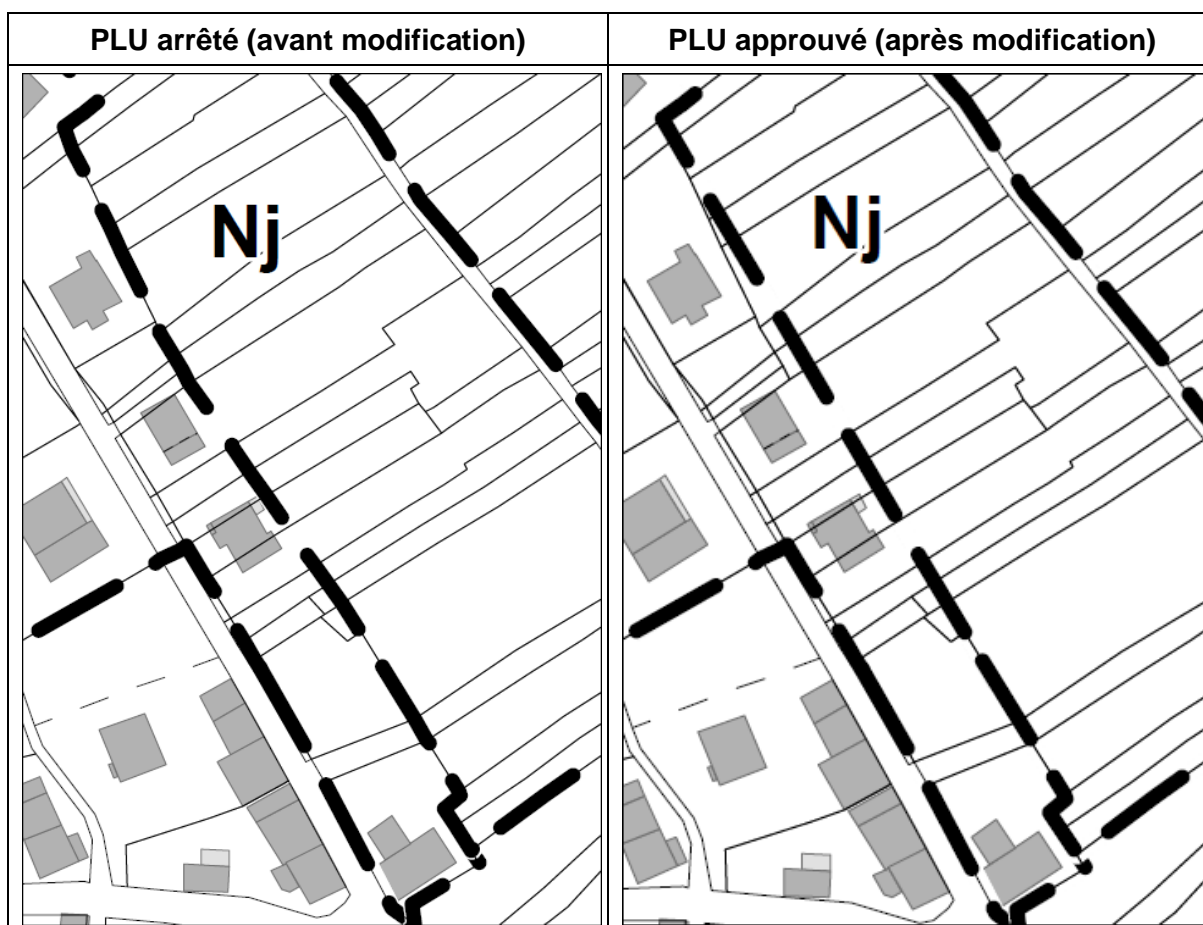 PLU arrêté (avant modification)
PLU approuvé (après modification)
Nj
Nj